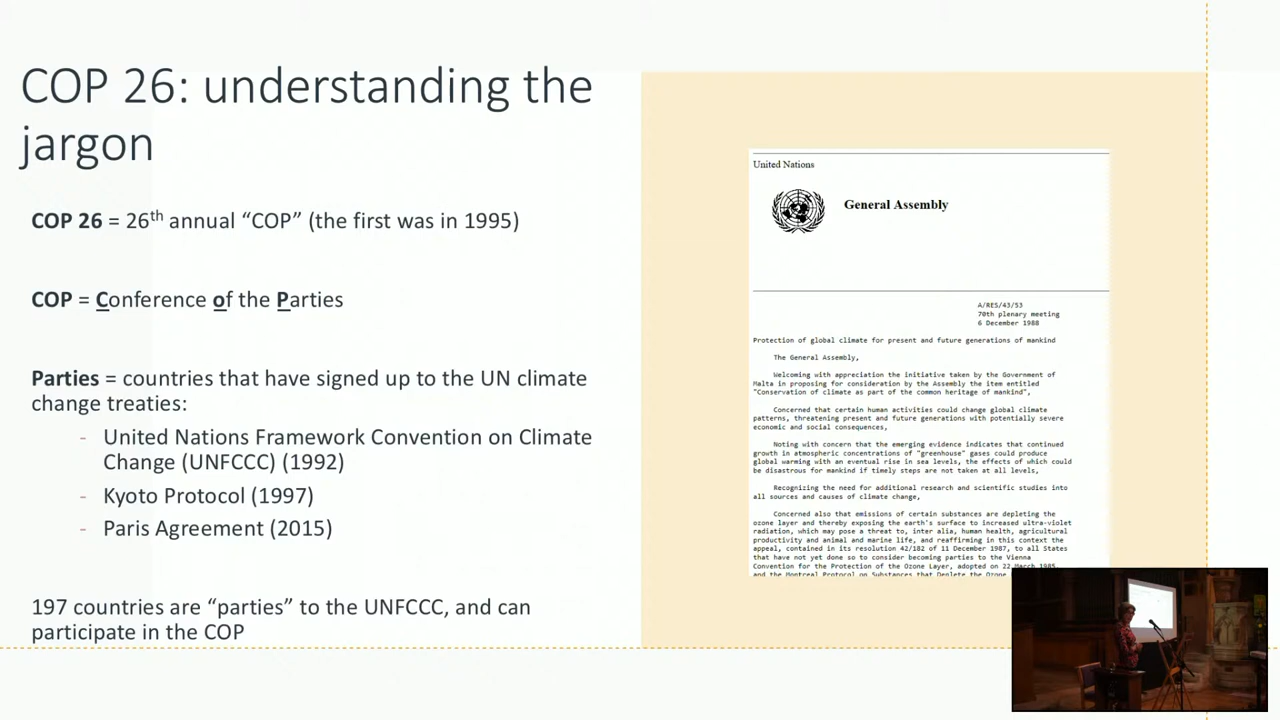 COP 26: understanding the
jargon
COP 26 = 26th annual “COP” (the first was in 1995)
COP = Conference of the Parties
Parties = countries that have signed up to the UN climate
change treaties:
- United Nations Framework Convention on Climate
Change (UNFCCC) (1992)
- Kyoto Protocol (1997)
- Paris Agreement (2015)
197 countries are “parties” to the UNFCCC, and can
participate in the COP
United Nations
General Assembly
A/RES/43/53
70th plenary meeting
6 December 1988
Protection of global climate for present and future generations of mankind
The General Assembly,
Welcoming with appreciation the initiative taken by the Government of
Malta in proposing for consideration by the Assembly the item entitled
"Conservation of climate as part of the common heritage of mankind",
Concerned that certain human activities could change global climate
patterns, threatening present and future generations with potentially severe
economic and social consequences,
Noting with concern that the emerging evidence indicates that continued
growth in atmospheric concentrations of "greenhouse" gases could produce
global warming with an eventual rise in sea levels, the effects of which could
be disastrous for mankind if timely steps are not taken at all levels,
Recognizing the need for additional research and scientific studies into
all sources and causes of climate change,
Concerned also that emissions of certain substances are depleting the
ozone layer and thereby exposing the earth's surface to increased ultra-violet
radiation, which may pose a threat to, inter alia, human health, agricultural
productivity and animal and marine life, and reaffirming in this context the
appeal, contained in its resolution 42/182 of 11 December 1987, to all States
that have not yet done so to consider becoming parties to the Vienna
Convention for the Protection of the Ozone Layer, adopted on 22 March 1985,
and the Montreal Protocol on Substances that Deplete the Ozone